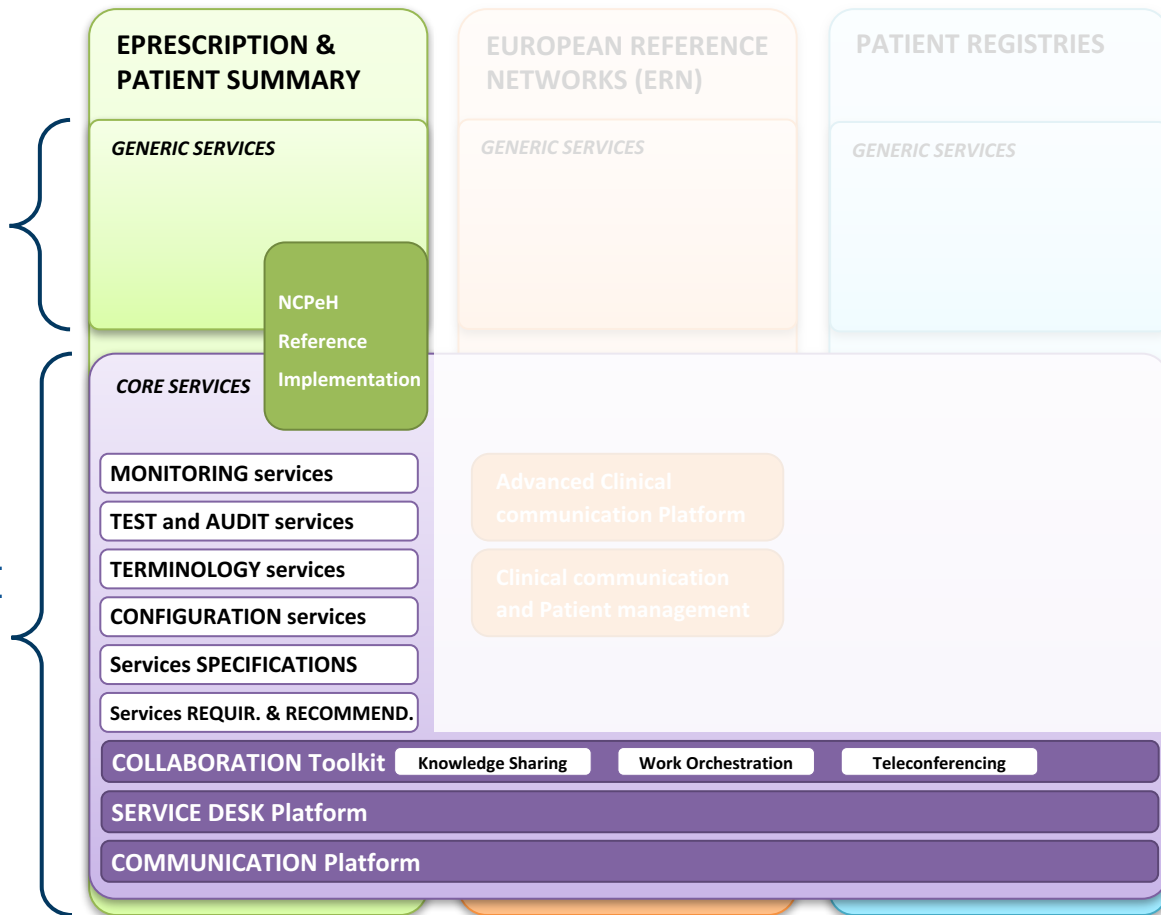 EPRESCRIPTION &
PATIENT SUMMARY
EUROPEAN REFERENCE
NETWORKS (ERN)
PATIENT REGISTRIES
GENERIC SERVICES
GENERIC SERVICES
GENERIC SERVICES
NCPeH
Reference
Implementation
CORE SERVICES
MONITORING services
TEST and AUDIT services
TERMINOLOGY services
CONFIGURATION services
Services SPECIFICATIONS
Services REQUIR. & RECOMMEND.
Advanced Clinical
communication Platform
Clinical communication
and Patient management
COLLABORATION Toolkit Knowledge Sharing Work Orchestration Teleconferencing
SERVICE DESK Platform
COMMUNICATION Platform